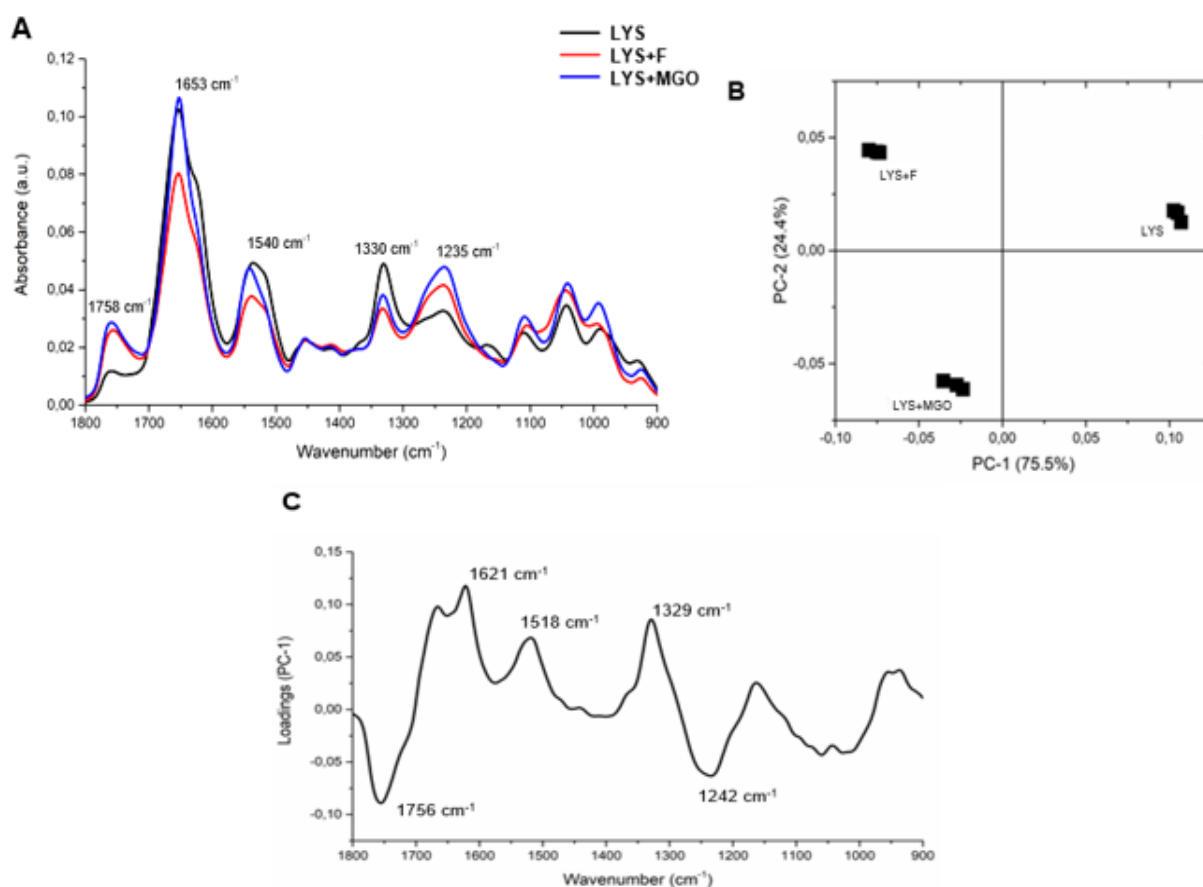 A
LYS
LYS+F
LYS+MGO
0,12
0,10
0,08
0,06
0,04
0,02
0,00
Absorbance (a.u.)
1653 cm⁻¹
1540 cm⁻¹
1330 cm⁻¹
1235 cm⁻¹
1758 cm⁻¹
1800 1700 1600 1500 1400 1300 1200 1100 1000 900
Wavenumber (cm⁻¹)
B
0,05
0,00
-0,05
PC-2 (24.4%)
LYS+F
LYS
LYS+MGO
-0,10 -0,05 0,00 0,05 0,10
PC-1 (75.5%)
C
0,15
0,10
0,05
0,00
-0,05
-0,10
Loadings (PC-1)
1621 cm⁻¹
1518 cm⁻¹
1329 cm⁻¹
1756 cm⁻¹
1242 cm⁻¹
1800 1700 1600 1500 1400 1300 1200 1100 1000 900
Wavenumber (cm⁻¹)